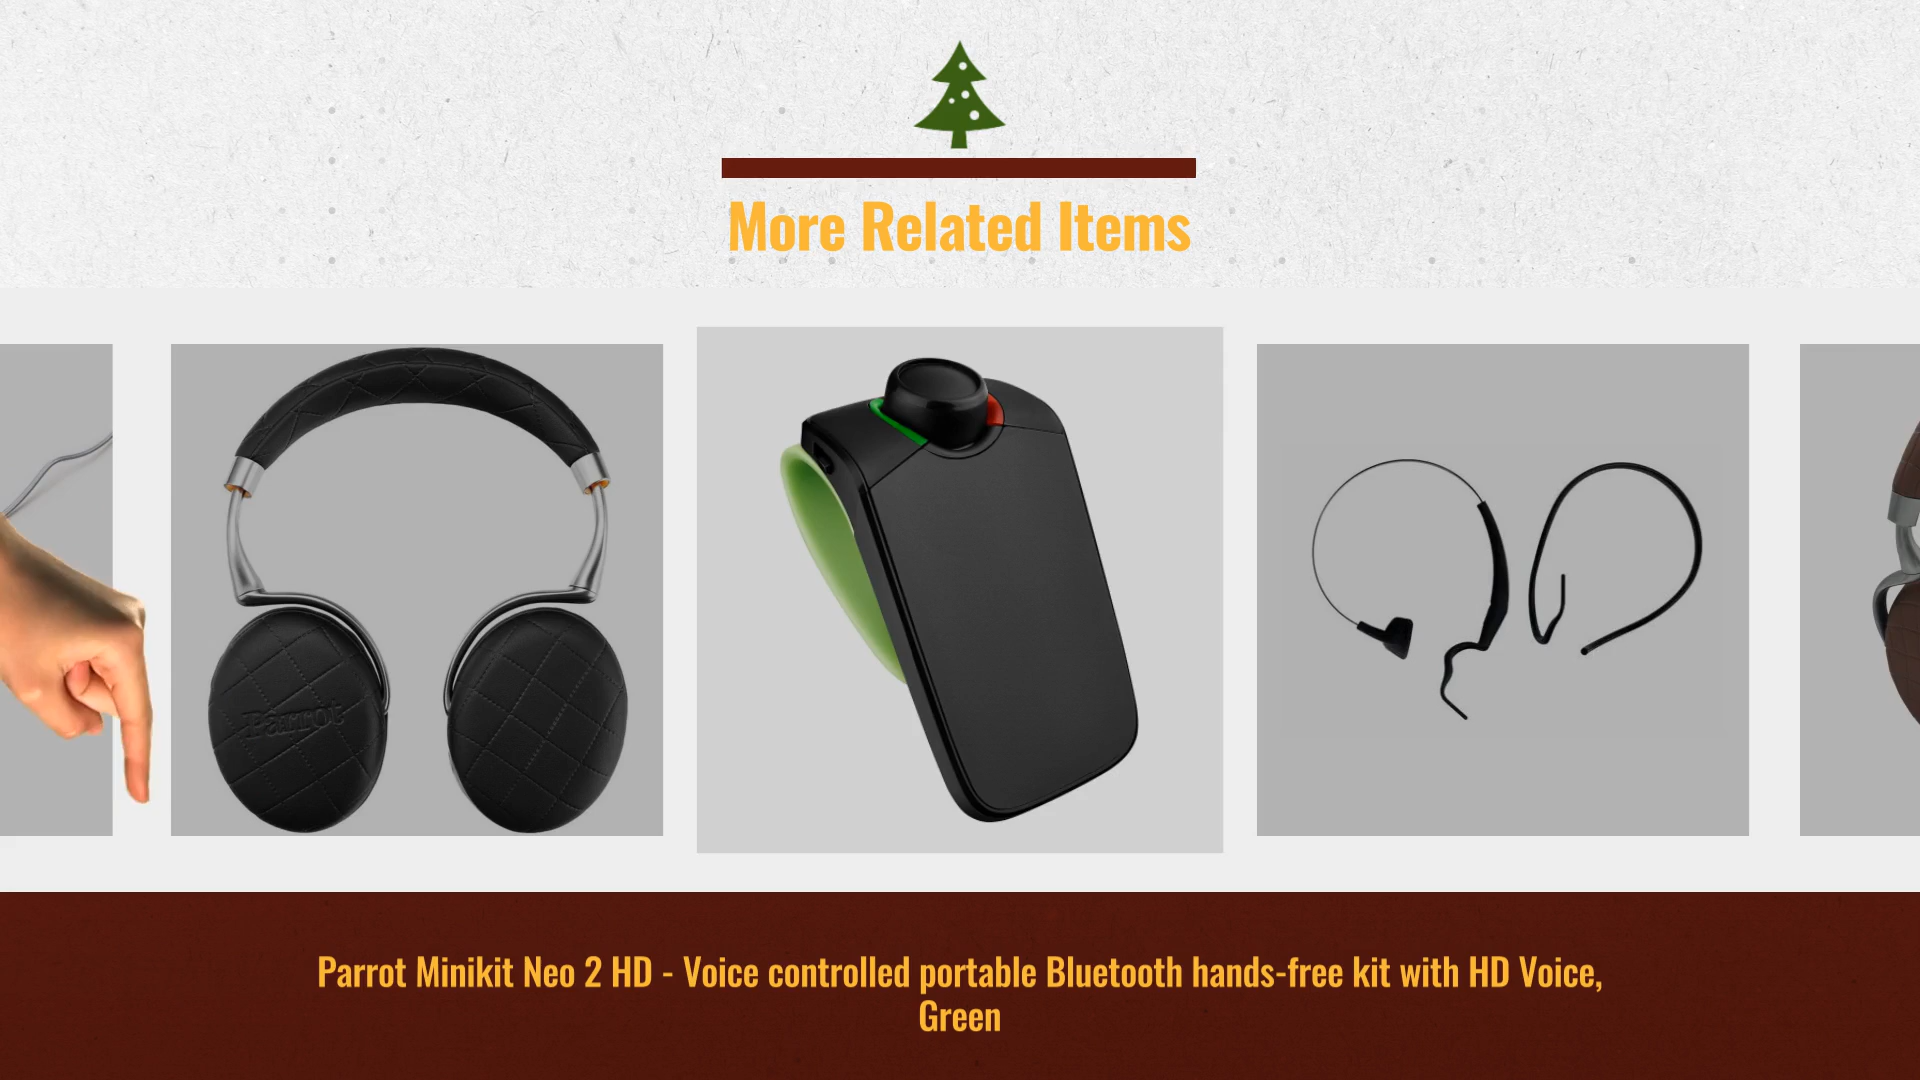 More Related Items
Parrot
Parrot Minikit Neo 2 HD - Voice controlled portable Bluetooth hands-free kit with HD Voice,
Green